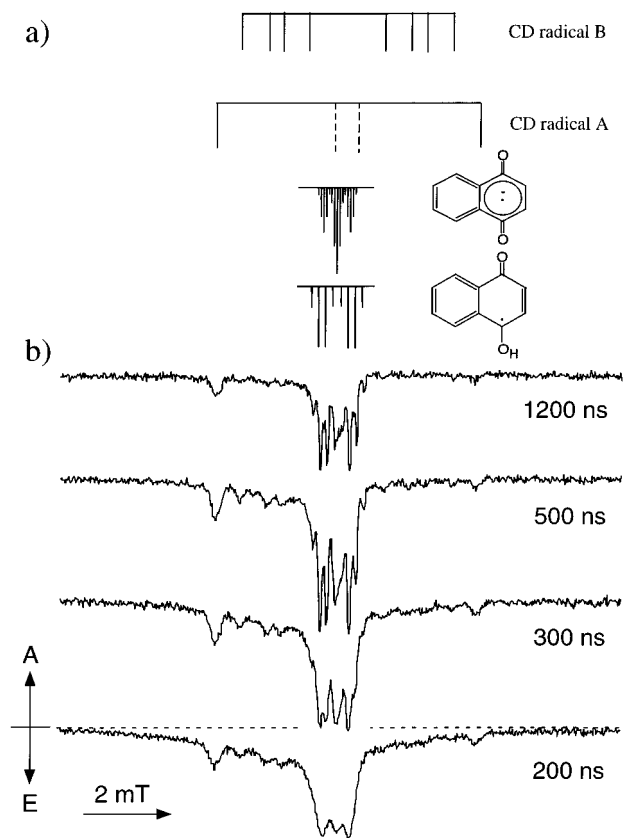 a)
CD radical B
CD radical A
O
O
O
OH
b)
1200 ns
500 ns
300 ns
A
E
2 mT
200 ns